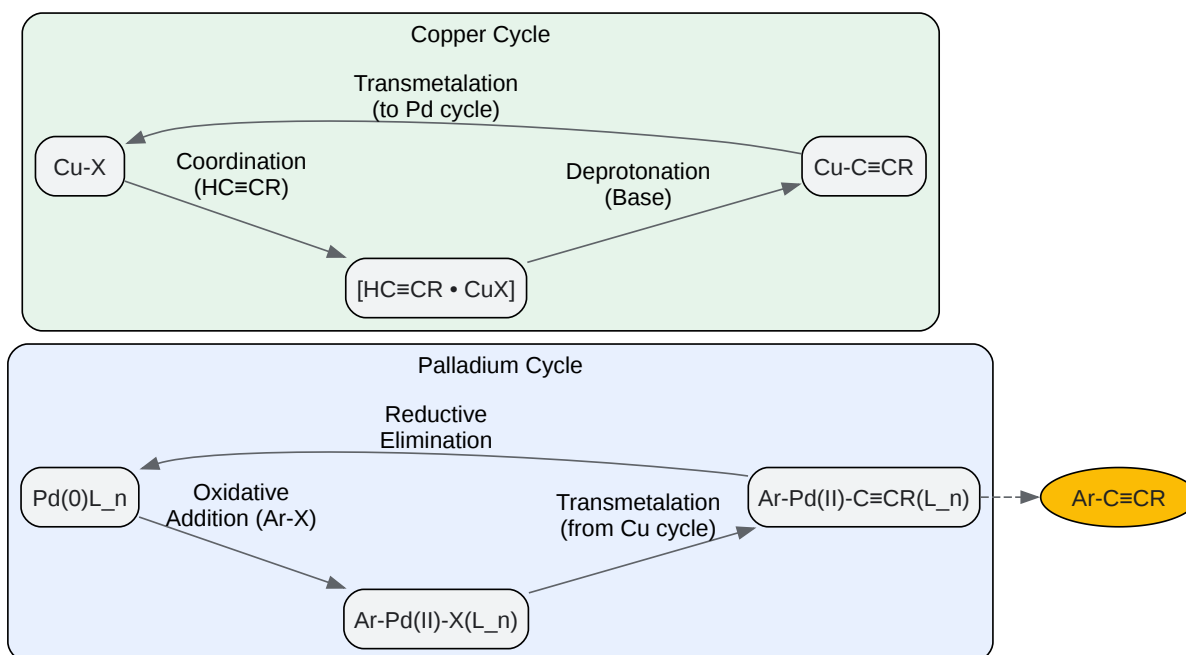 Copper Cycle
Transmetalation
(to Pd cycle)
Cu-X
Coordination
(HC≡CR)
Deprotonation
(Base)
Cu-C≡CR
[HC≡CR • CuX]
Palladium Cycle
Reductive
Elimination
Pd(0)L_n
Oxidative
Addition (Ar-X)
Transmetalation
(from Cu cycle)
Ar-Pd(II)-C≡CR(L_n)
Ar-C≡CR
Ar-Pd(II)-X(L_n)